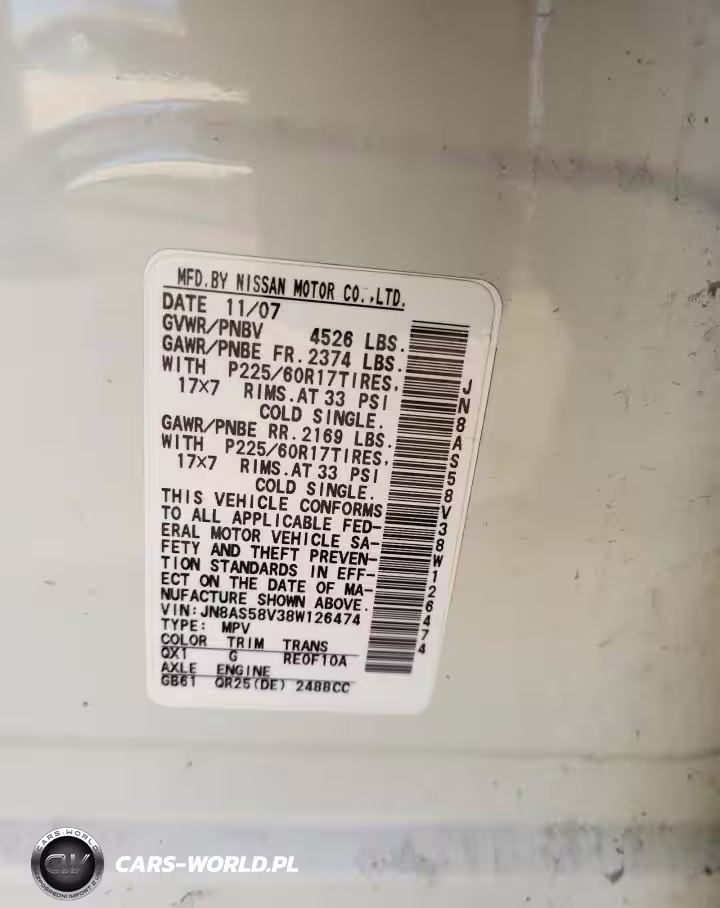 MFD.BY NISSAN MOTOR CO.,LTD.
DATE 11/07
GVWR/PNBV 4526 LBS.
GAWR/PNBE FR. 2374 LBS.
WITH P225/60R17TIRES,
17×7 RIMS.AT 33 PSI
COLD SINGLE.
GAWR/PNBE RR. 2169 LBS.
WITH P225/60R17TIRES,
17×7 RIMS.AT 33 PSI
COLD SINGLE.
THIS VEHICLE CONFORMS
TO ALL APPLICABLE FED-
ERAL MOTOR VEHICLE SA-
FETY AND THEFT PREVEN-
TION STANDARDS IN EFF-
ECT ON THE DATE OF MA-
NUFACTURE SHOWN ABOVE.
VIN:JN8AS58V38W126474
TYPE: MPV
COLOR TRIM TRANS
QX1 G RE0F10A
AXLE ENGINE
GB61 QR25(DE) 2488CC
JN8AS58V38W126474
CARS-WORLD
CW
CARS-WORLD.PL